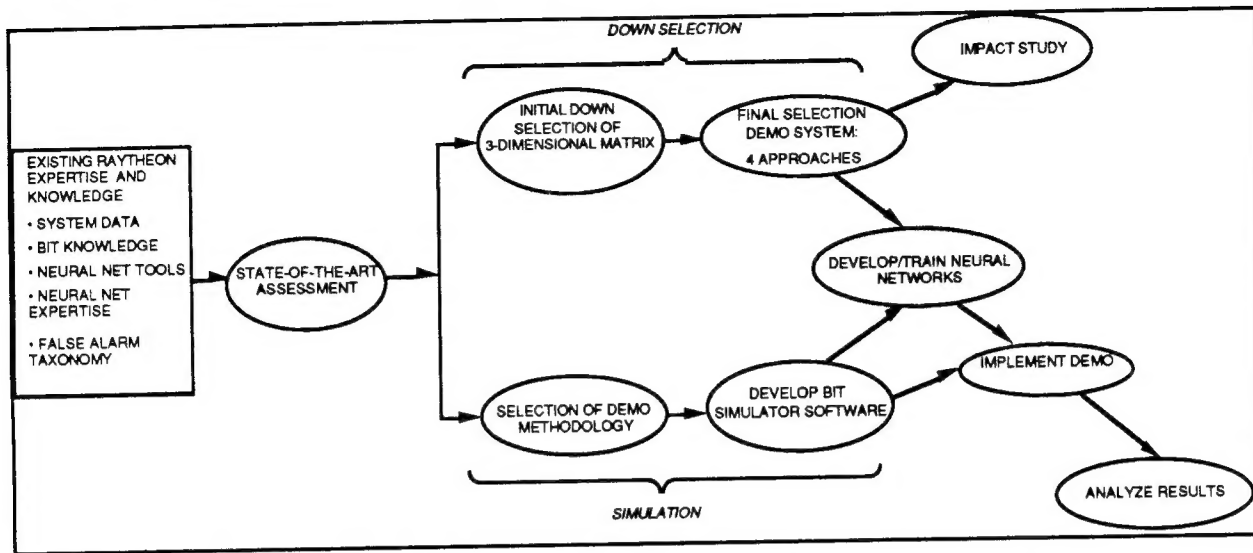 DOWN SELECTION
IMPACT STUDY
INITIAL DOWN
SELECTION OF
3-DIMENSIONAL MATRIX
FINAL SELECTION
DEMO SYSTEM:
4 APPROACHES
EXISTING RAYTHEON
EXPERTISE AND
KNOWLEDGE
• SYSTEM DATA
• BIT KNOWLEDGE
• NEURAL NET TOOLS
• NEURAL NET
EXPERTISE
• FALSE ALARM
TAXONOMY
STATE-OF-THE-ART
ASSESSMENT
DEVELOP/TRAIN NEURAL
NETWORKS
IMPLEMENT DEMO
SELECTION OF DEMO
METHODOLOGY
DEVELOP BIT
SIMULATOR SOFTWARE
ANALYZE RESULTS
SIMULATION